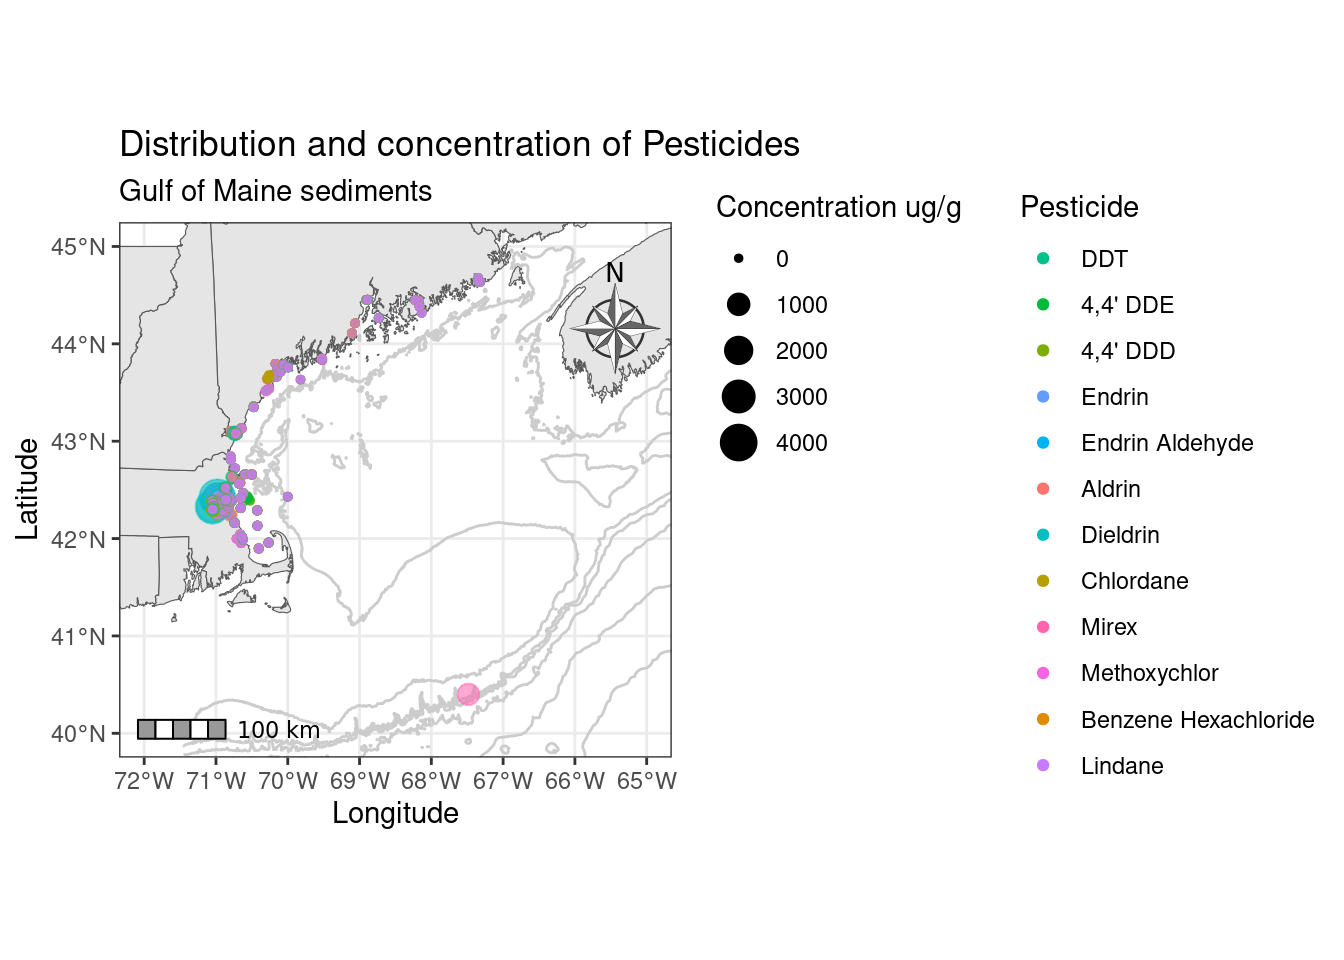 Distribution and concentration of Pesticides
Gulf of Maine sediments
45°N
44°N
43°N
42°N
41°N
40°N
Latitude
N
100 km
72°W 71°W 70°W 69°W 68°W 67°W 66°W 65°W
Longitude
Concentration ug/g
0
1000
2000
3000
4000
Pesticide
DDT
4,4' DDE
4,4' DDD
Endrin
Endrin Aldehyde
Aldrin
Dieldrin
Chlordane
Mirex
Methoxychlor
Benzene Hexachloride
Lindane